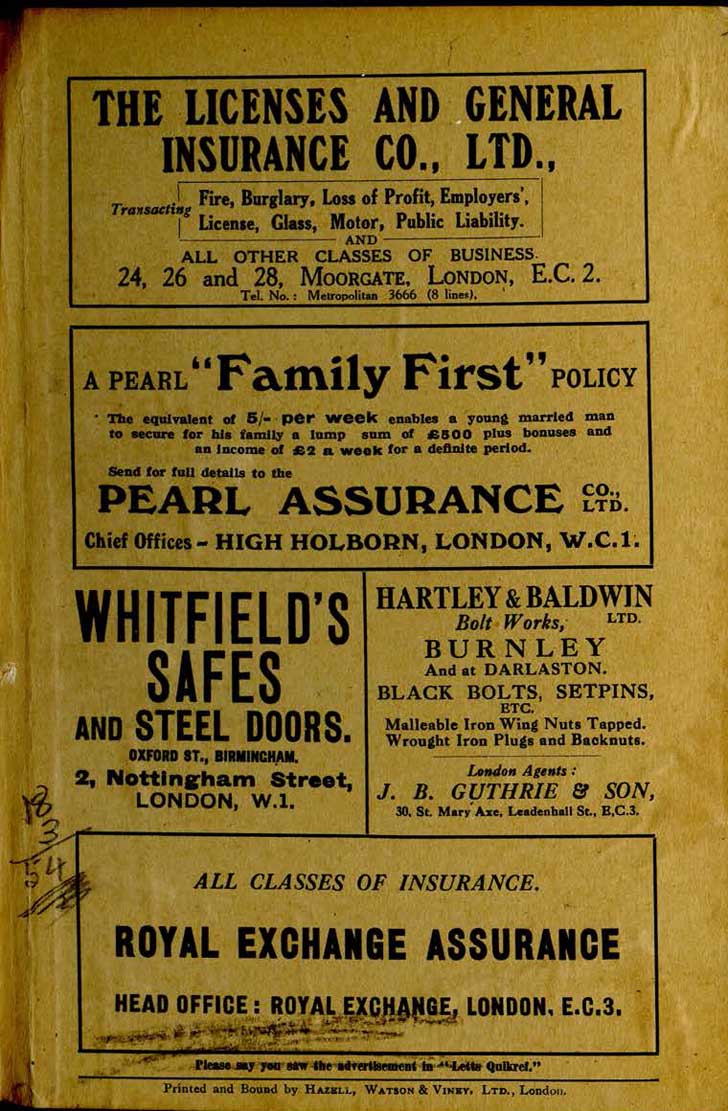 THE LICENSES AND GENERAL
INSURANCE CO., LTD.,
Transacting
Fire, Burglary, Loss of Profit, Employers',
License, Glass, Motor, Public Liability.
AND
ALL OTHER CLASSES OF BUSINESS.
24, 26 and 28, MOORGATE, LONDON, E.C. 2.
Tel. No.: Metropolitan 3666 (8 lines).
A PEARL "Family First" POLICY
The equivalent of 5/- per week enables a young married man
to secure for his family a lump sum of £500 plus bonuses and
an income of £2 a week for a definite period.
Send for full details to the
PEARL ASSURANCE CO., LTD.
Chief Offices - HIGH HOLBORN, LONDON, W.C.1.
WHITFIELD'S
SAFES
AND STEEL DOORS.
OXFORD ST., BIRMINGHAM.
2, Nottingham Street,
LONDON, W.1.
HARTLEY & BALDWIN
Bolt Works, LTD.
BURNLEY
And at DARLASTON.
BLACK BOLTS, SETPINS,
ETC.
Malleable Iron Wing Nuts Tapped.
Wrought Iron Plugs and Backnuts.
London Agents:
J. B. GUTHRIE & SON,
30, St. Mary Axe, Leadenhall St., E.C.3.
18
3
54
ALL CLASSES OF INSURANCE.
ROYAL EXCHANGE ASSURANCE
HEAD OFFICE: ROYAL EXCHANGE, LONDON, E.C.3.
Please say you saw the advertisement in "Letts Quikref."
Printed and Bound by HAZELL, WATSON & VINEY, LTD., London.